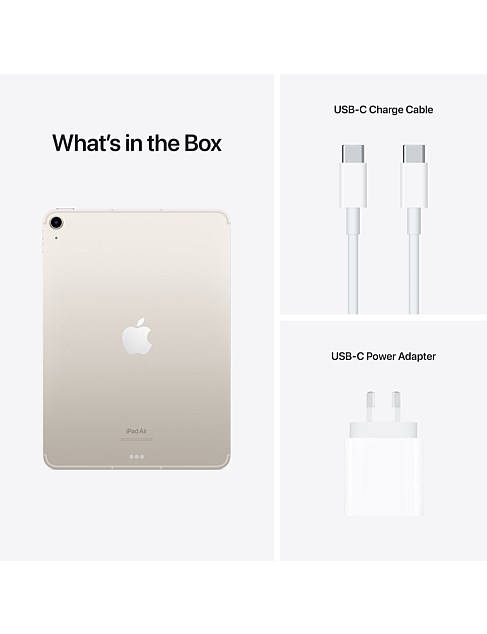 What's in the Box
iPad Air
USB-C Charge Cable
USB-C Power Adapter